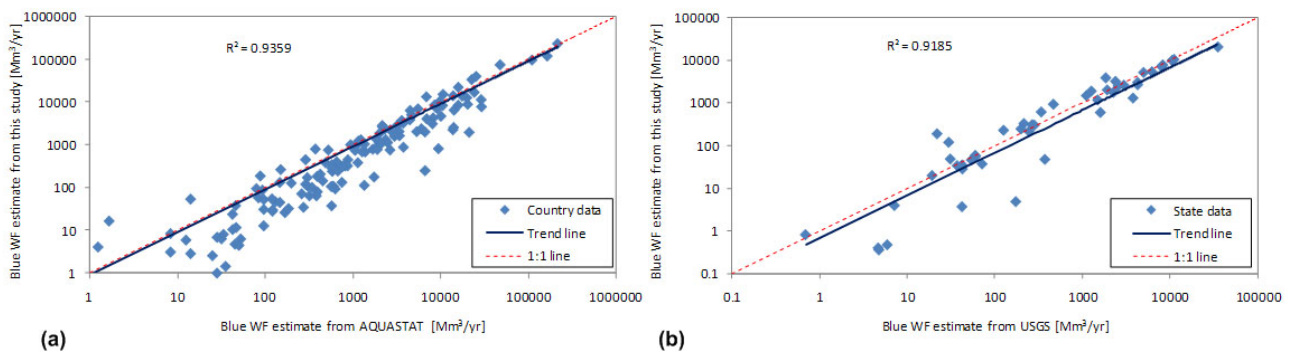 Blue WF estimate from this study [Mm³/yr]
1000000
100000
10000
1000
100
10
1
R² = 0.9359
Country data
Trend line
1:1 line
1 10 100 1000 10000 100000 1000000
Blue WF estimate from AQUASTAT [Mm³/yr]
(a)
Blue WF estimate from this study [Mm³/yr]
100000
10000
1000
100
10
1
0.1
R² = 0.9185
State data
Trend line
1:1 line
0.1 1 10 100 1000 10000 100000
Blue WF estimate from USGS [Mm³/yr]
(b)